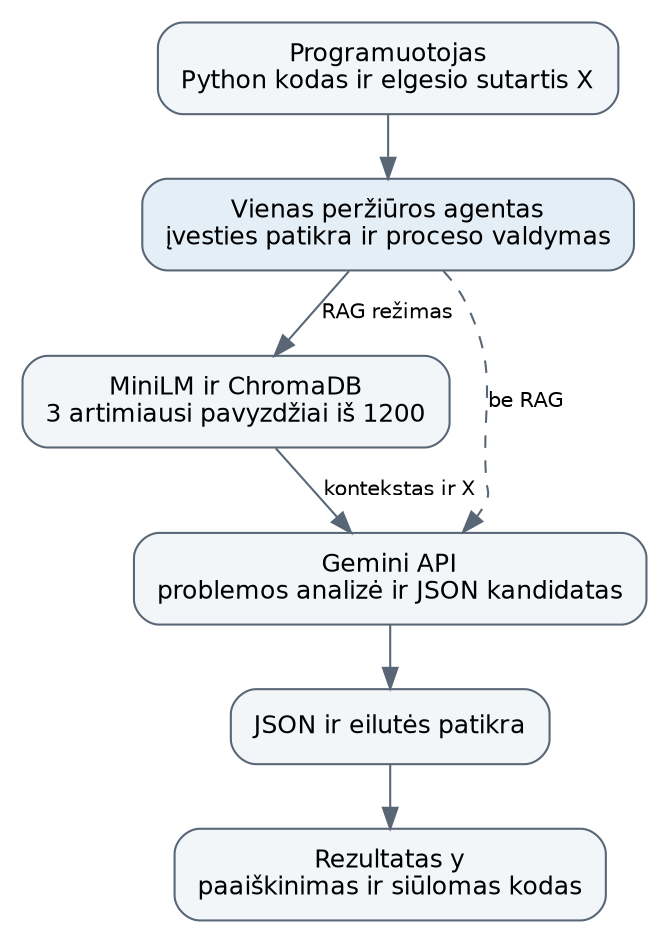 Programuotojas
Python kodas ir elgesio sutartis X
Vienas peržiūros agentas
įvesties patikra ir proceso valdymas
RAG režimas
MiniLM ir ChromaDB
3 artimiausi pavyzdžiai iš 1200
be RAG
kontekstas ir X
Gemini API
problemos analizė ir JSON kandidatas
JSON ir eilutės patikra
Rezultatas y
paaiškinimas ir siūlomas kodas